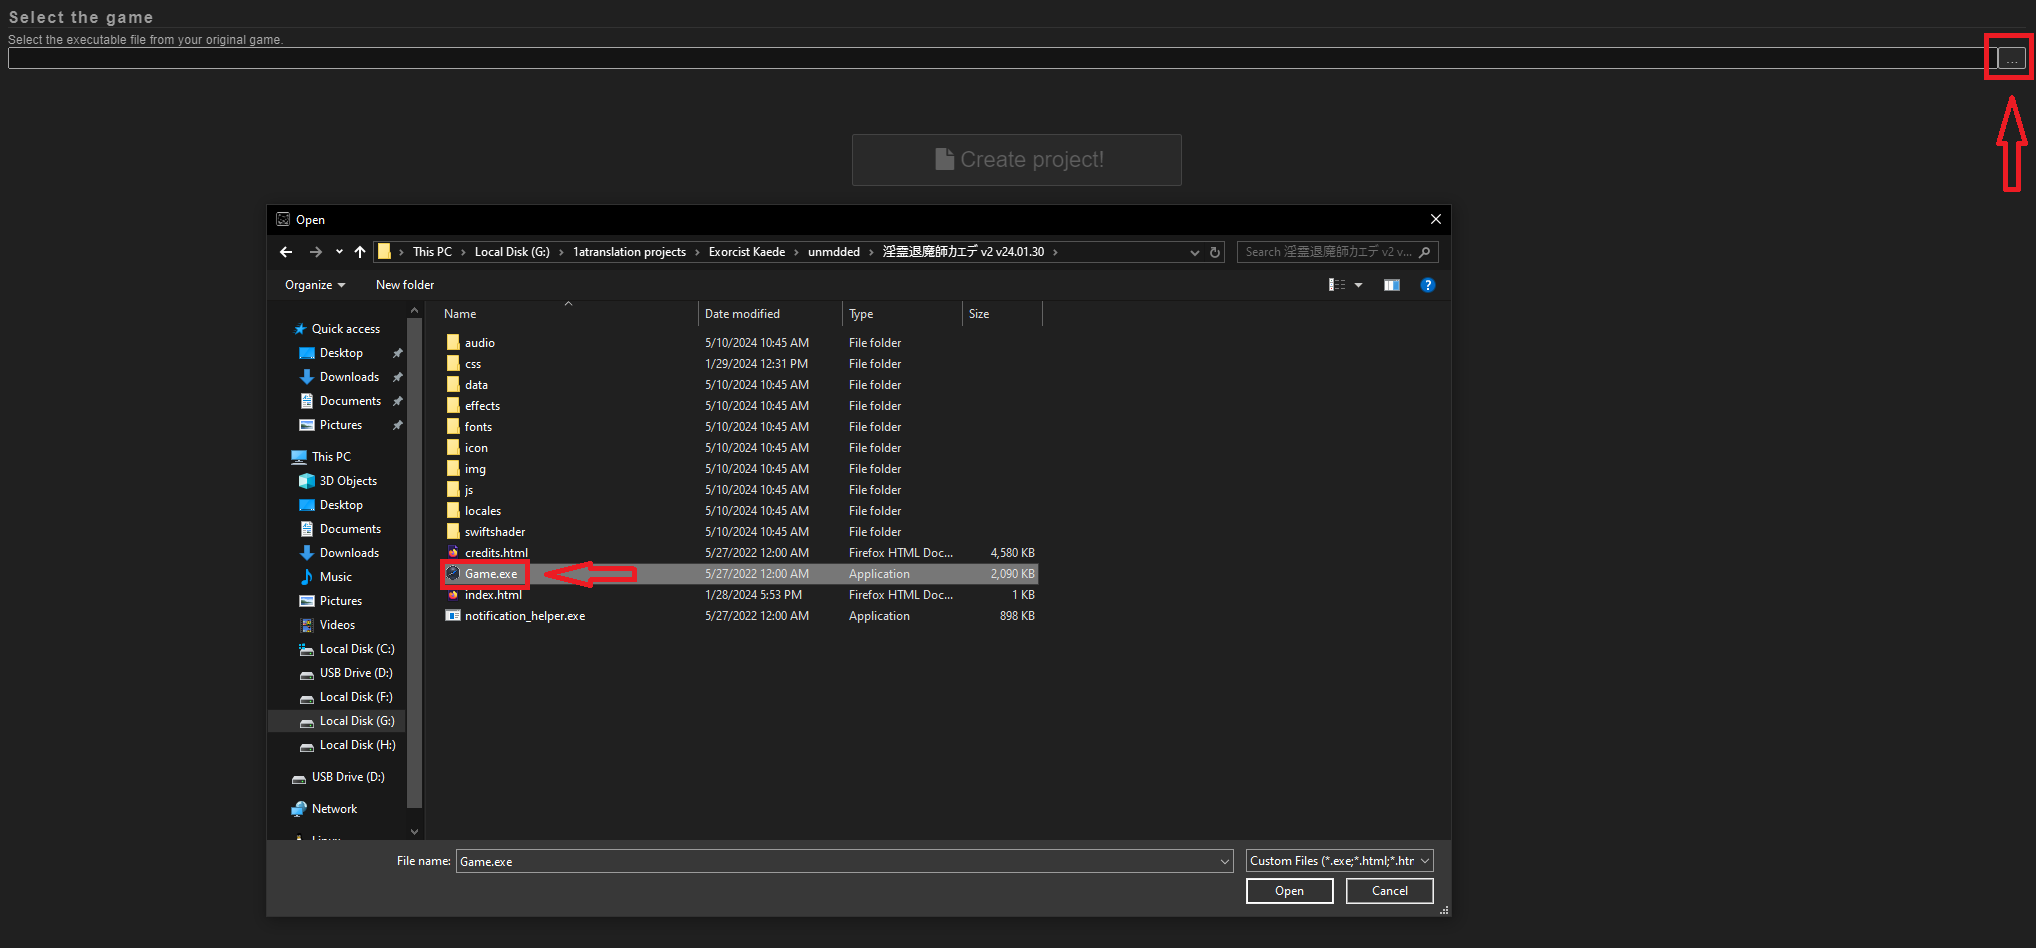 Select the game
Select the executable file from your original game.
...
Create project!
Open
This PC > Local Disk (G:) > 1atranslation projects > Exorcist Kaede > unmdded > 淫霊退魔師カエデ v2 v24.01.30 >
Search 淫霊退魔師カエデ v2 v...
Organize
New folder
Name Date modified Type Size
Quick access
Desktop
Downloads
Documents
Pictures
This PC
3D Objects
Desktop
Documents
Downloads
Music
Pictures
Videos
Local Disk (C:)
USB Drive (D:)
Local Disk (F:)
Local Disk (G:)
Local Disk (H:)
USB Drive (D:)
Network
audio 5/10/2024 10:45 AM File folder
css 1/29/2024 12:31 PM File folder
data 5/10/2024 10:45 AM File folder
effects 5/10/2024 10:45 AM File folder
fonts 5/10/2024 10:45 AM File folder
icon 5/10/2024 10:45 AM File folder
img 5/10/2024 10:45 AM File folder
js 5/10/2024 10:45 AM File folder
locales 5/10/2024 10:45 AM File folder
swiftshader 5/10/2024 10:45 AM File folder
credits.html 5/27/2022 12:00 AM Firefox HTML Doc... 4,580 KB
Game.exe 5/27/2022 12:00 AM Application 2,090 KB
index.html 1/28/2024 5:53 PM Firefox HTML Doc... 1 KB
notification_helper.exe 5/27/2022 12:00 AM Application 898 KB
File name: Game.exe
Custom Files (*.exe;*.html;*.htr
Open
Cancel